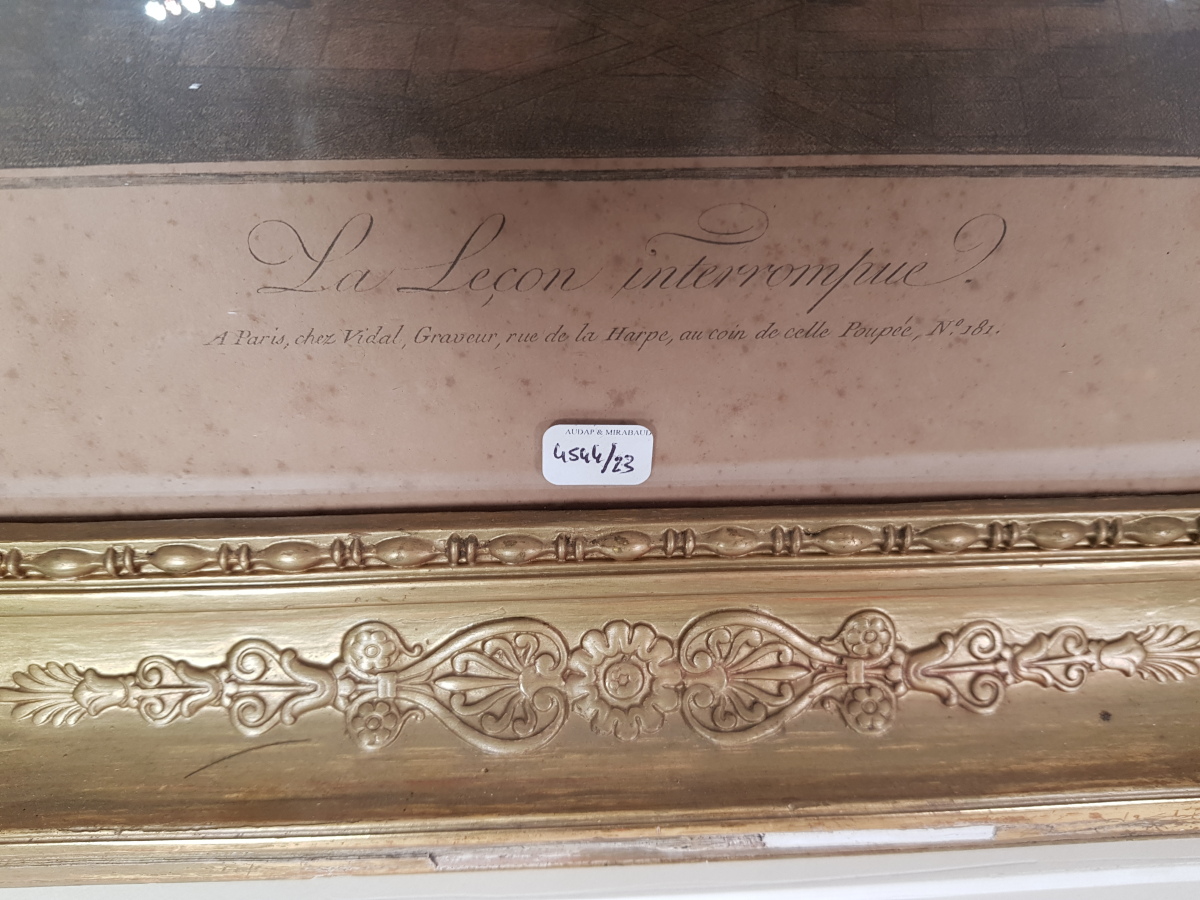 La Leçon interrompue.
A Paris, chez Vidal, Graveur, rue de la Harpe, au coin de celle Poupée, N.º 181.
AUDAP & MIRABAUD
4544/23